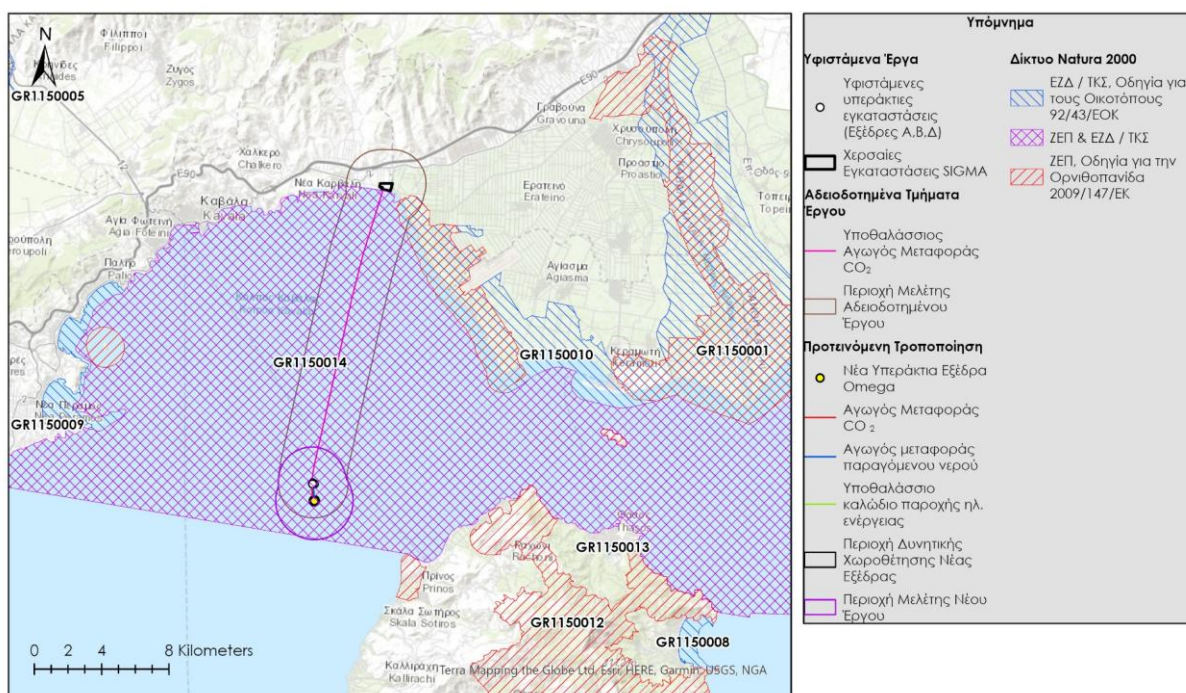 N
Φίλιπποι
Filippoi
Ζυγός
Zygos
GR1150005
E90
Γραβούνα
Gravouna
Χρυσούπολη
Chrysoupoli
Χαλκερό
Chalkero
Προάστιο
Proastio
E90
Νέα Καρβάλη
Nea Karvali
Ερατεινό
Erateino
Τοπείρ
Topeir
Καβάλα
Kavala
Αγία Φωτεινή
Agia Foteini
Παλήρ
Αγίασμα
Agiasma
GR1150014
GR1150010
Κεραμωτή
Keramoti
GR1150001
Νέα Πέραμος
GR1150009
Thasos
GR1150013
Ραχώνι
Rachoni
Πρίνος
Prinos
Σκάλα Σωτήρος
Skala Sotiros
GR1150012
GR1150008
Καλλιράχη
Kallirachi
0 2 4 8 Kilometers
Terra Mapping the Globe Ltd, Esri, HERE, Garmin, USGS, NGA
Υπόμνημα
Υφιστάμενα Έργα
Υφιστάμενες
υπεράκτιες
εγκαταστάσεις
(Εξέδρες Α,Β,Δ)
Χερσαίες
Εγκαταστάσεις SIGMA
Αδειοδοτημένα Τμήματα
Έργου
Υποθαλάσσιος
Αγωγός Μεταφοράς
CO₂
Περιοχή Μελέτης
Αδειοδοτημένου
Έργου
Προτεινόμενη Τροποποίηση
Νέα Υπεράκτια Εξέδρα
Omega
Αγωγός Μεταφοράς
CO ₂
Αγωγός μεταφοράς
παραγόμενου νερού
Υποθαλάσσιο
καλώδιο παροχής ηλ.
ενέργειας
Περιοχή Δυνητικής
Χωροθέτησης Νέας
Εξέδρας
Περιοχή Μελέτης Νέου
Έργου
Δίκτυο Natura 2000
ΕΖΔ / ΤΚΣ, Οδηγία για
τους Οικοτόπους
92/43/ΕΟΚ
ΖΕΠ & ΕΖΔ / ΤΚΣ
ΖΕΠ, Οδηγία για την
Ορνιθοπανίδα
2009/147/ΕΚ